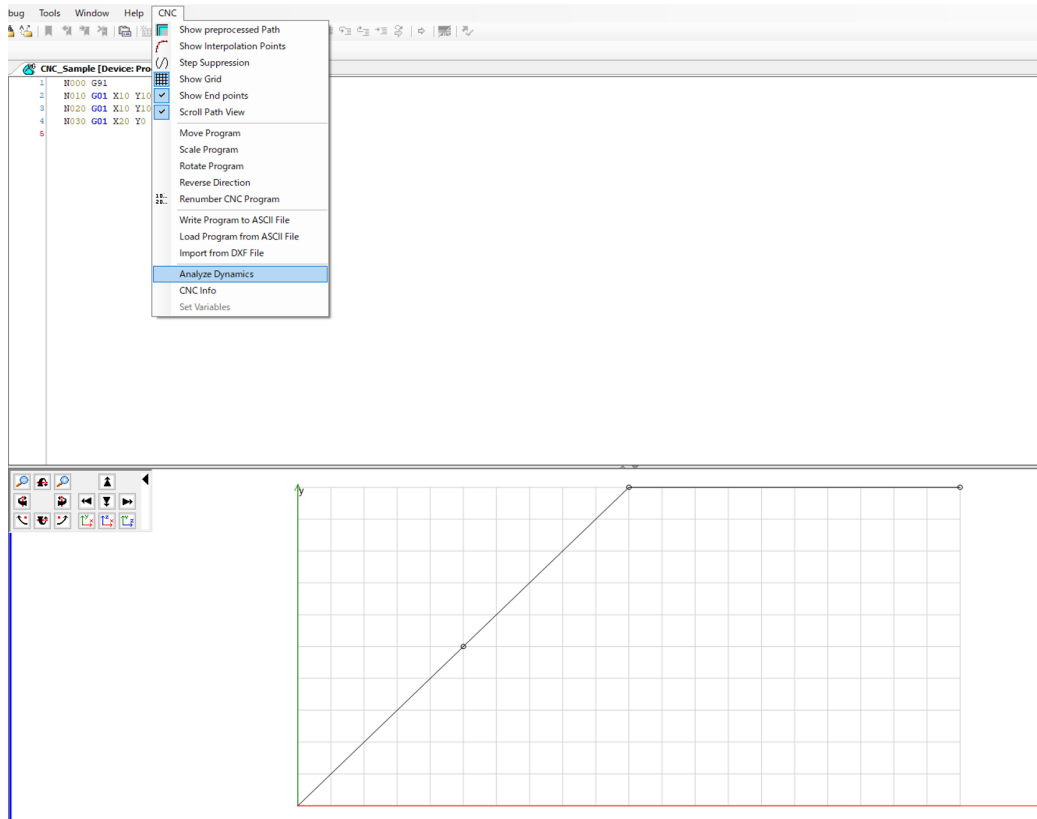 bug Tools Window Help CNC
CNC_Sample [Device: Pro
1 N000 G91
2 N010 G01 X10 Y10
3 N020 G01 X10 Y10
4 N030 G01 X20 Y0
5
Show preprocessed Path
Show Interpolation Points
Step Suppression
Show Grid
Show End points
Scroll Path View
Move Program
Scale Program
Rotate Program
Reverse Direction
Renumber CNC Program
Write Program to ASCII File
Load Program from ASCII File
Import from DXF File
Analyze Dynamics
CNC Info
Set Variables
y